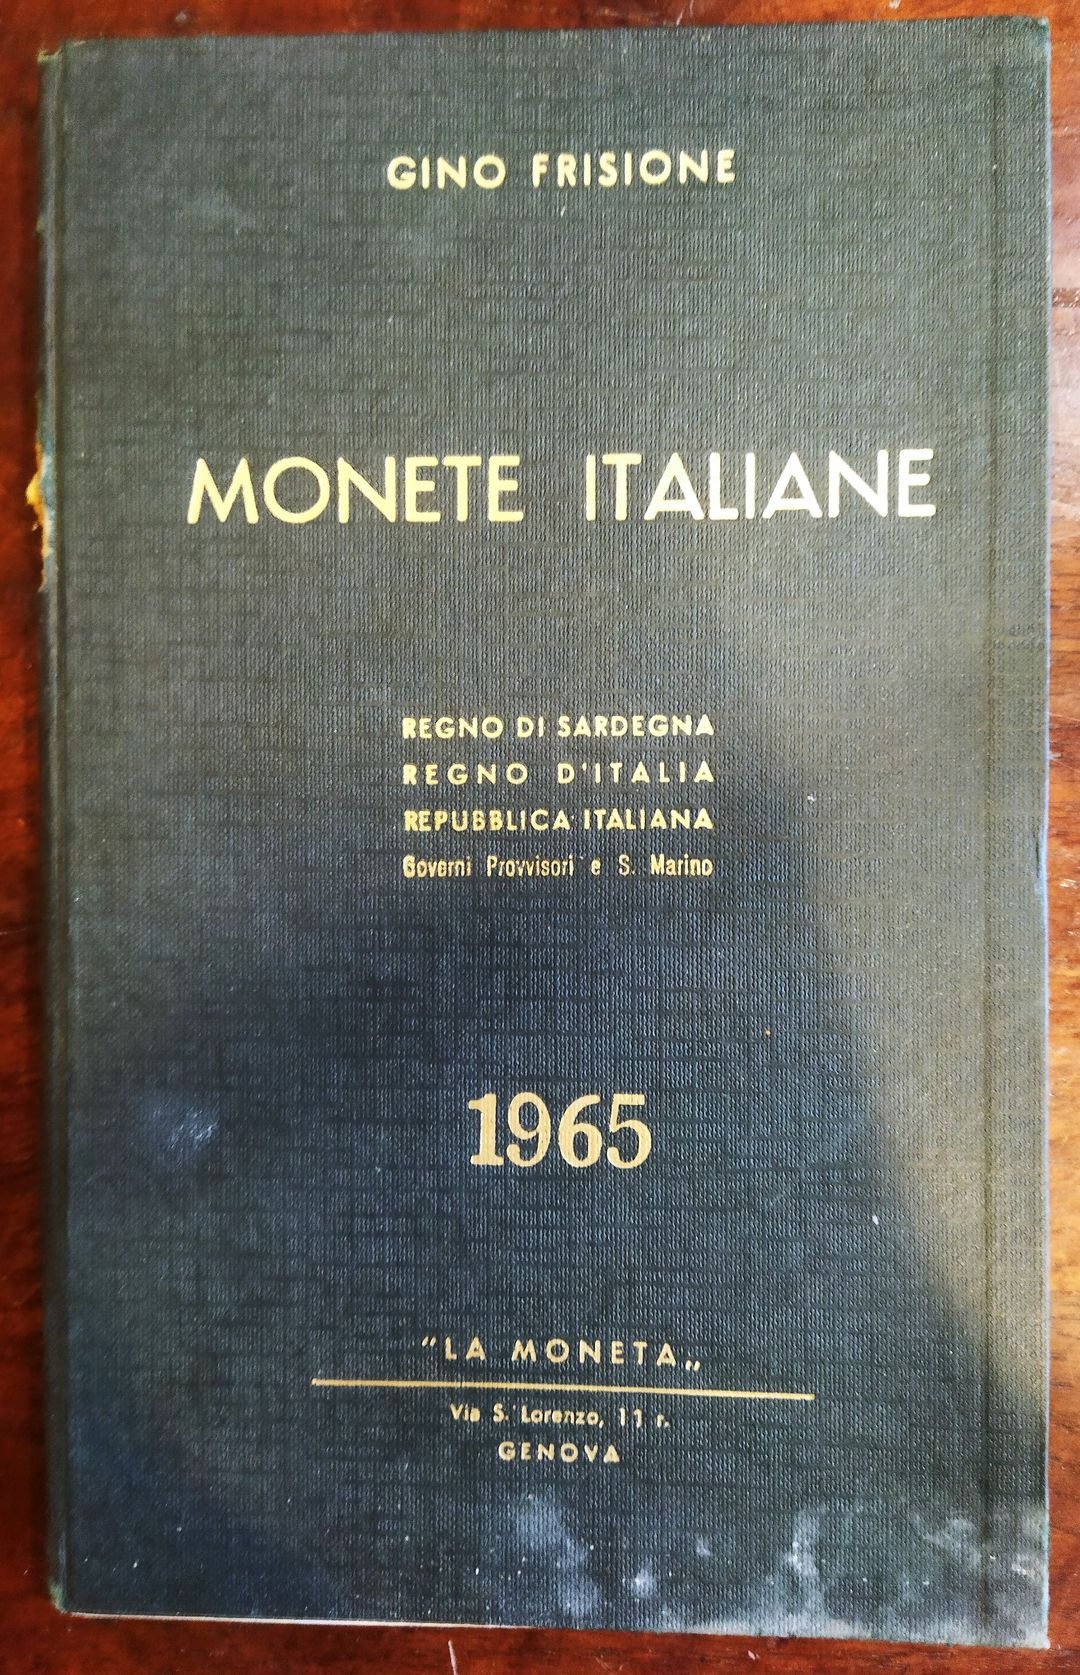 GINO FRISIONE
MONETE ITALIANE
REGNO DI SARDEGNA
REGNO D'ITALIA
REPUBBLICA ITALIANA
Governi Provvisori e S. Marino
1965
"LA MONETA„
Via S. Lorenzo, 11 r.
GENOVA